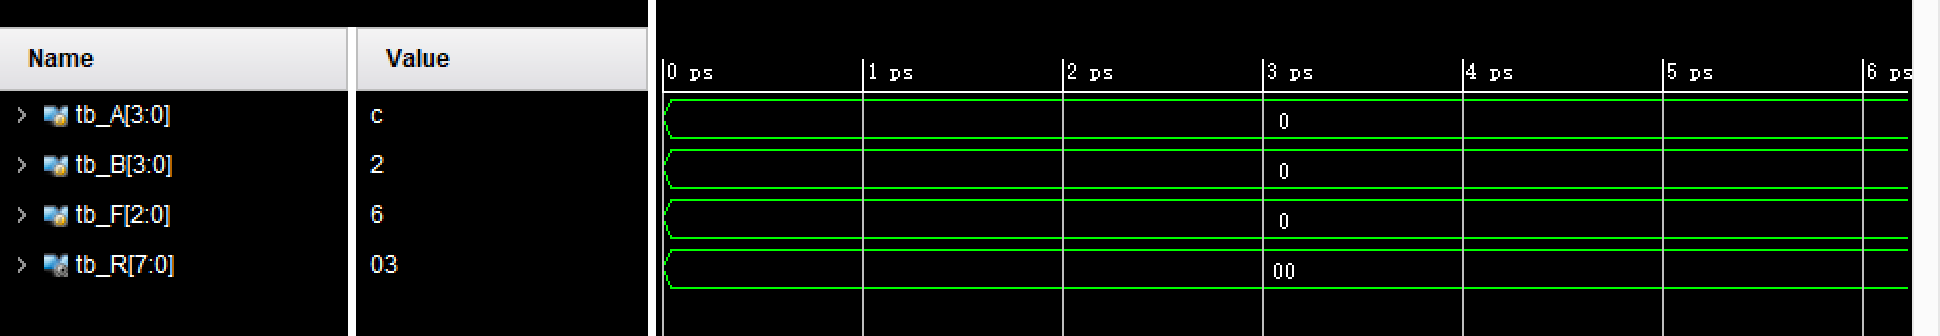 Name Value
0 ps 1 ps 2 ps 3 ps 4 ps 5 ps 6 ps
tb_A[3:0] c 0
tb_B[3:0] 2 0
tb_F[2:0] 6 0
tb_R[7:0] 03 00